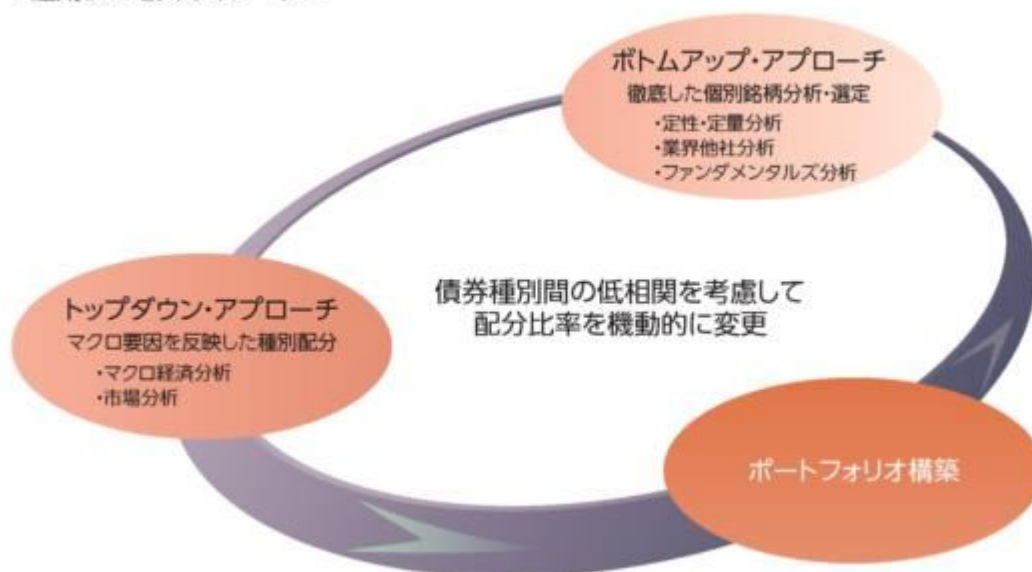 ボトムアップ・アプローチ
徹底した個別銘柄分析・選定
・定性・定量分析
・業界他社分析
・ファンダメンタルズ分析
債券種別間の低相関を考慮して
配分比率を機動的に変更
トップダウン・アプローチ
マクロ要因を反映した種別配分
・マクロ経済分析
・市場分析
ポートフォリオ構築